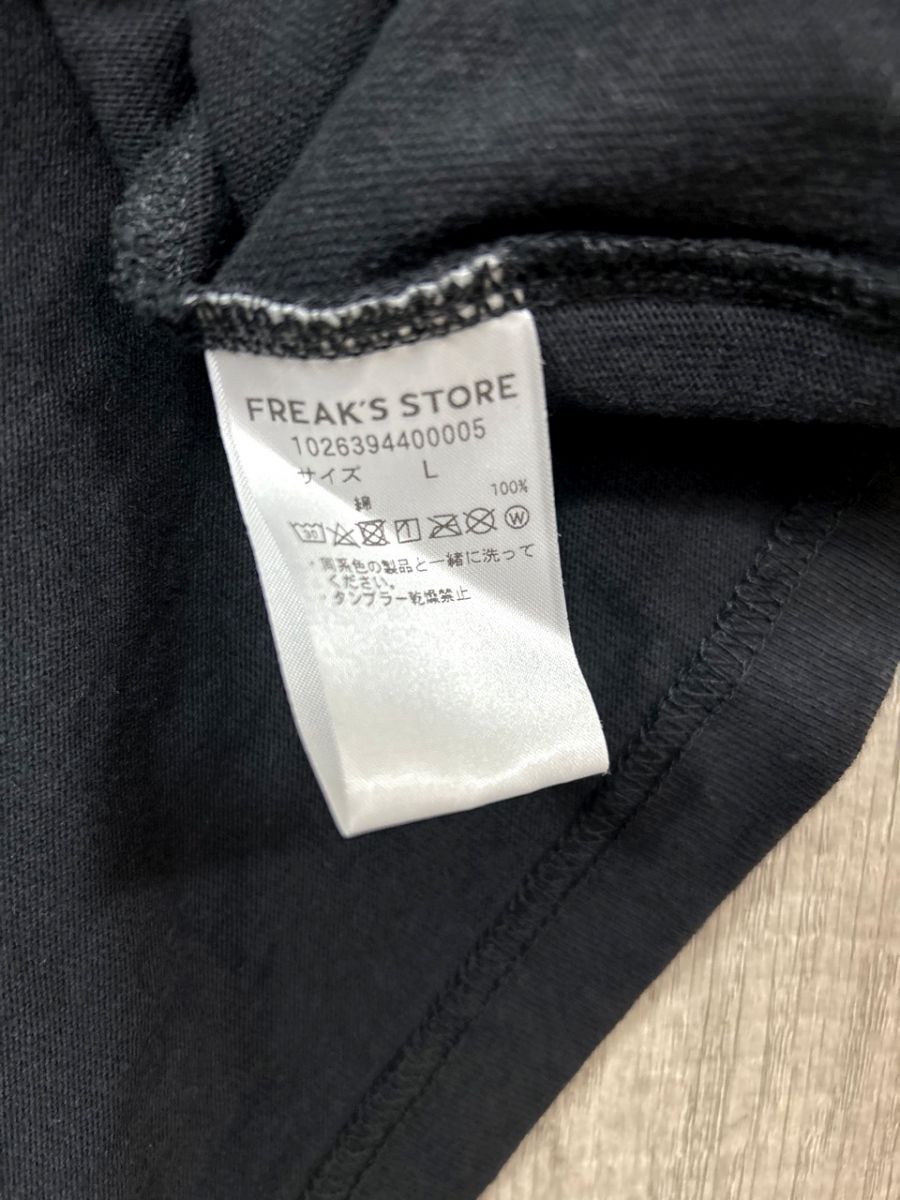 FREAK'S STORE
1026394400005
サイズ L
綿 100%
30 W
・同系色の製品と一緒に洗って
ください。
・タンブラー乾燥禁止